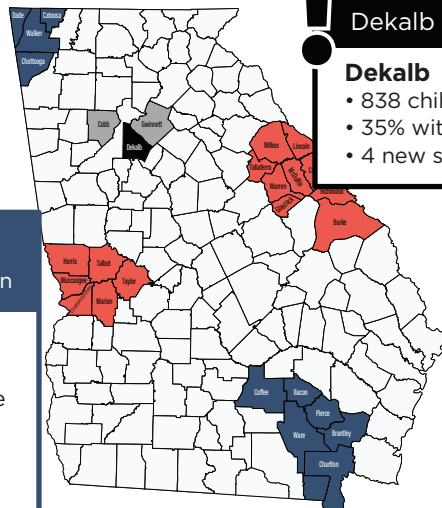 Dekalb
Dekalb
• 838 chil
• 35% wit
• 4 new s
Dade
Catoosa
Walker
Chattooga
Cobb
Gwinnett
Dekalb
Wilkes
Lincoln
Taliaferro
McDuffie
Warren
Richmond
Glascock
Burke
Harris
Talbot
Muscogee
Taylor
Marion
n
e
Coffee
Bacon
Pierce
Ware
Brantley
Charlton